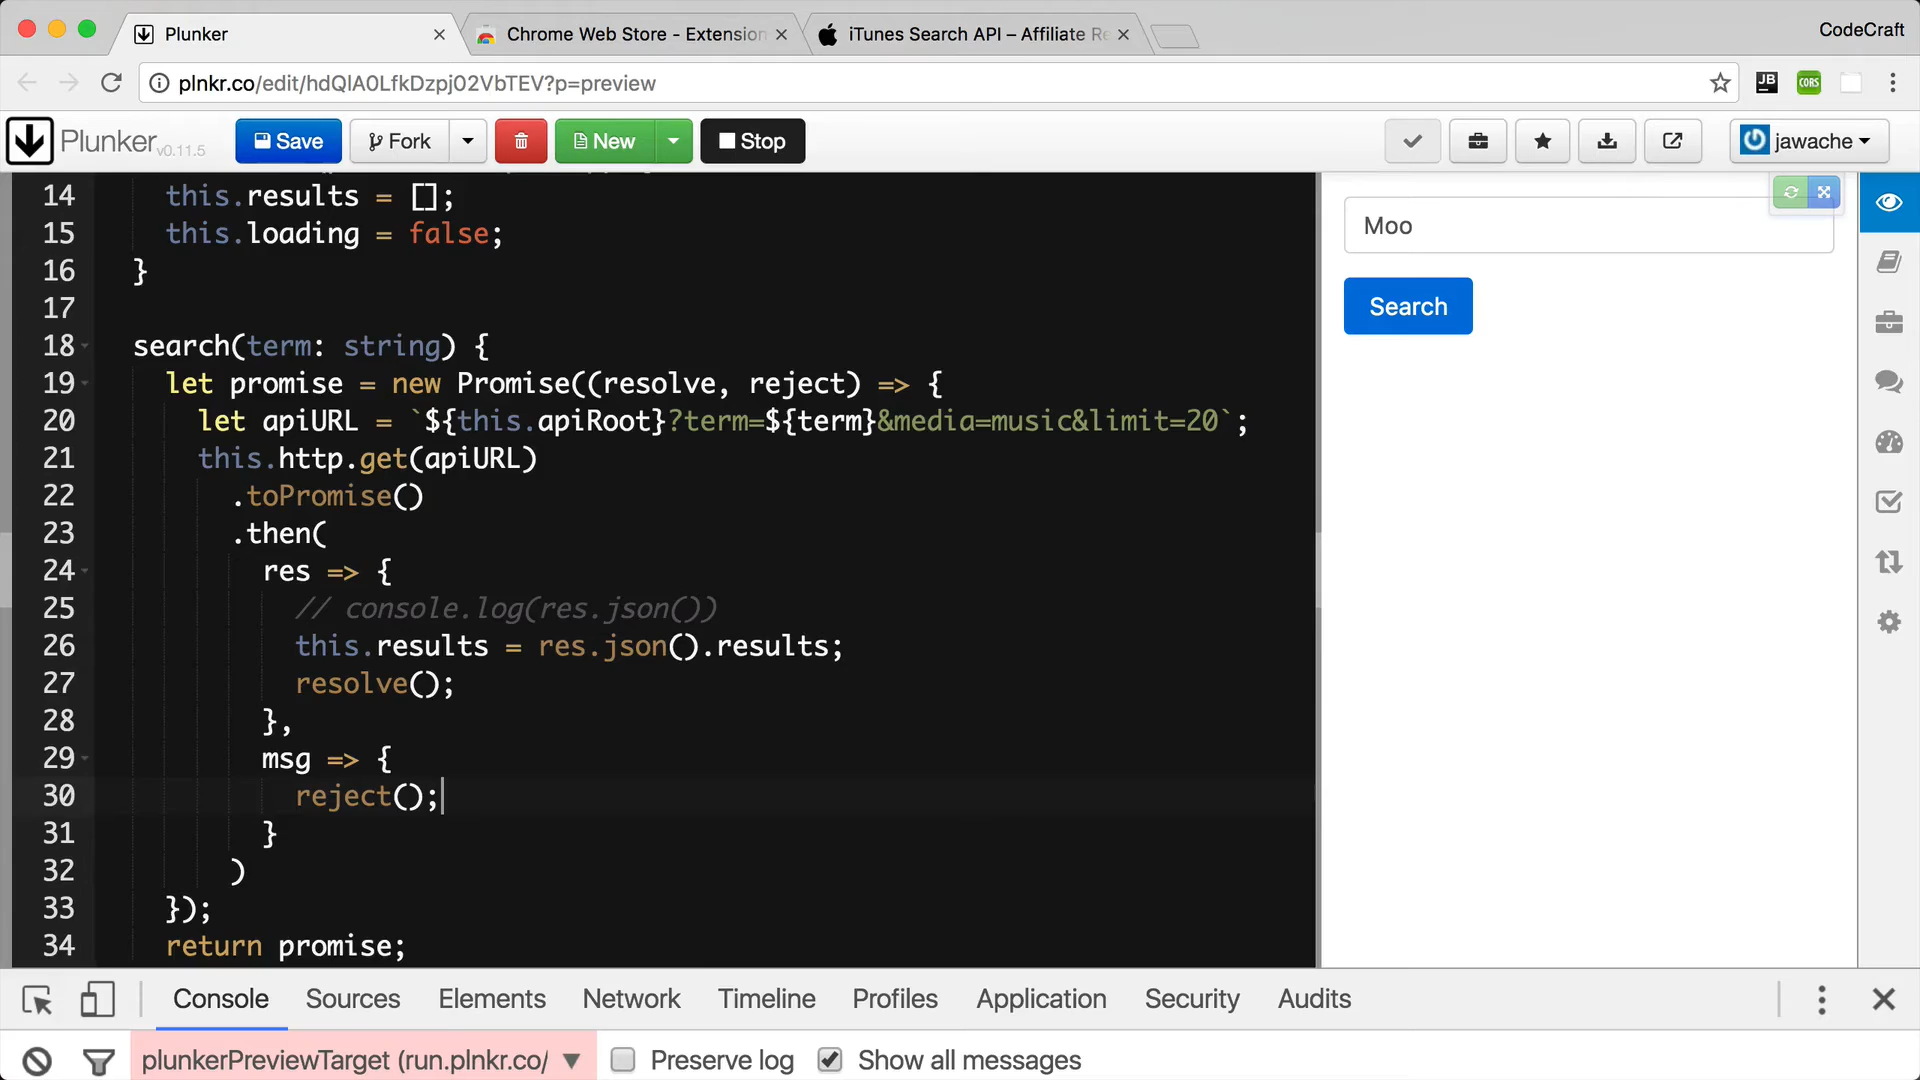 Plunker
Chrome Web Store - Extension
iTunes Search API – Affiliate Re
CodeCraft
plnkr.co/edit/hdQlA0LfkDzpj02VbTEV?p=preview
JB
CORS
Plunker v0.11.5
Save
Fork
New
Stop
jawache
14 this.results = [];
15 this.loading = false;
16 }
17
18 search(term: string) {
19 let promise = new Promise((resolve, reject) => {
20 let apiURL = `${this.apiRoot}?term=${term}&media=music&limit=20`;
21 this.http.get(apiURL)
22 .toPromise()
23 .then(
24 res => {
25 // console.log(res.json())
26 this.results = res.json().results;
27 resolve();
28 },
29 msg => {
30 reject();
31 }
32 )
33 });
34 return promise;
Moo
Search
Console Sources Elements Network Timeline Profiles Application Security Audits
plunkerPreviewTarget (run.plnkr.co/ Preserve log Show all messages